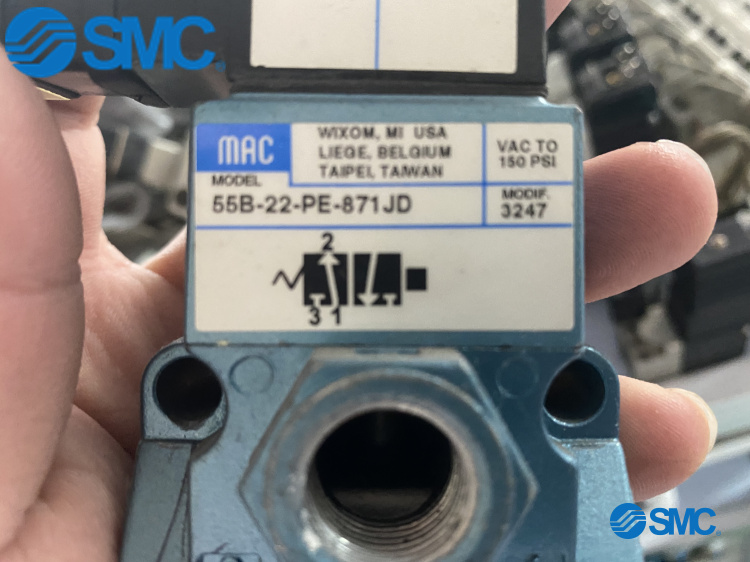 SMC.
MAC
WIXOM, MI USA
LIEGE, BELGIUM
TAIPEI, TAIWAN
VAC TO
150 PSI
MODEL
55B-22-PE-871JD
MODIF.
3247
2
3 1
SMC.